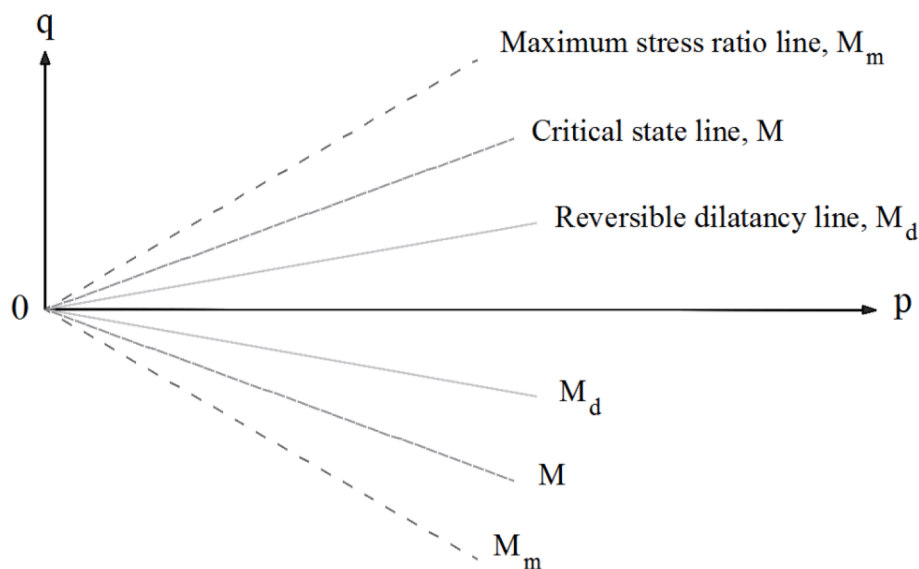 q
Maximum stress ratio line, Mm
Critical state line, M
Reversible dilatancy line, Md
0
p
Md
M
Mm